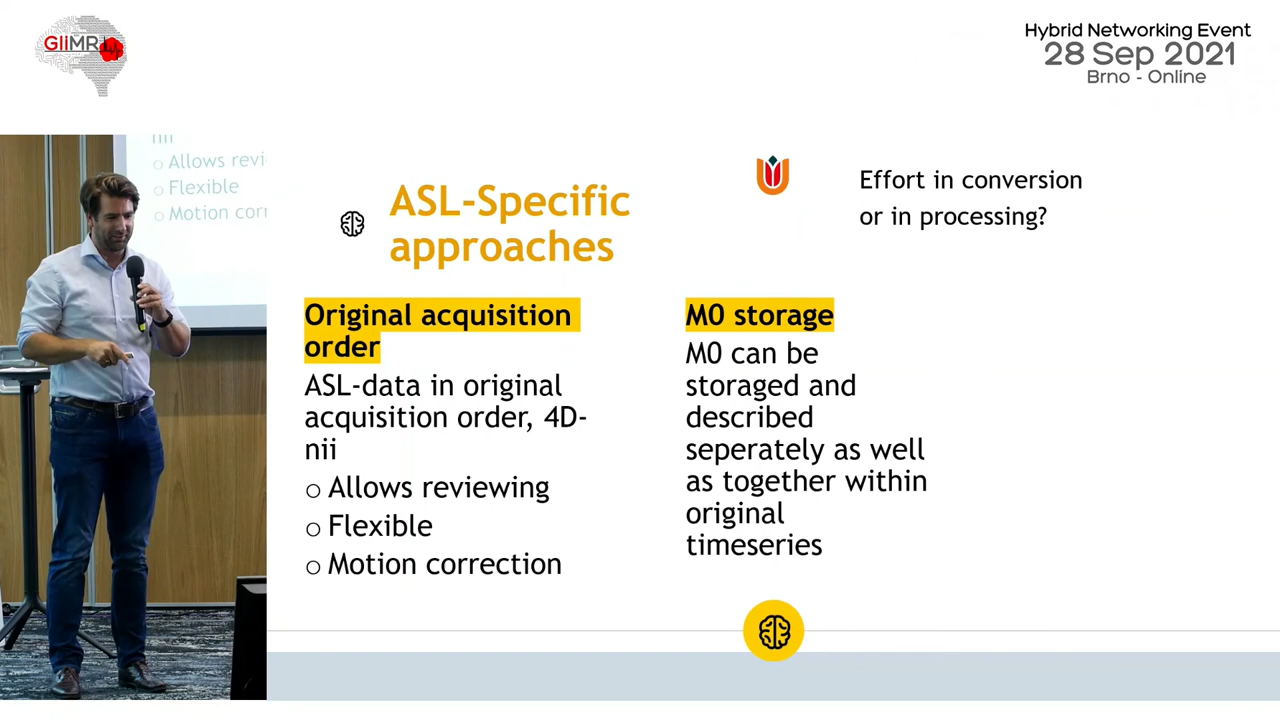 GliMR
Hybrid Networking Event
28 Sep 2021
Brno - Online
nii
Allows revi
Flexible
Motion corr
ASL-Specific
approaches
Effort in conversion
or in processing?
Original acquisition
order
ASL-data in original
acquisition order, 4D-
nii
o Allows reviewing
o Flexible
o Motion correction
M0 storage
M0 can be
storaged and
described
seperately as well
as together within
original
timeseries